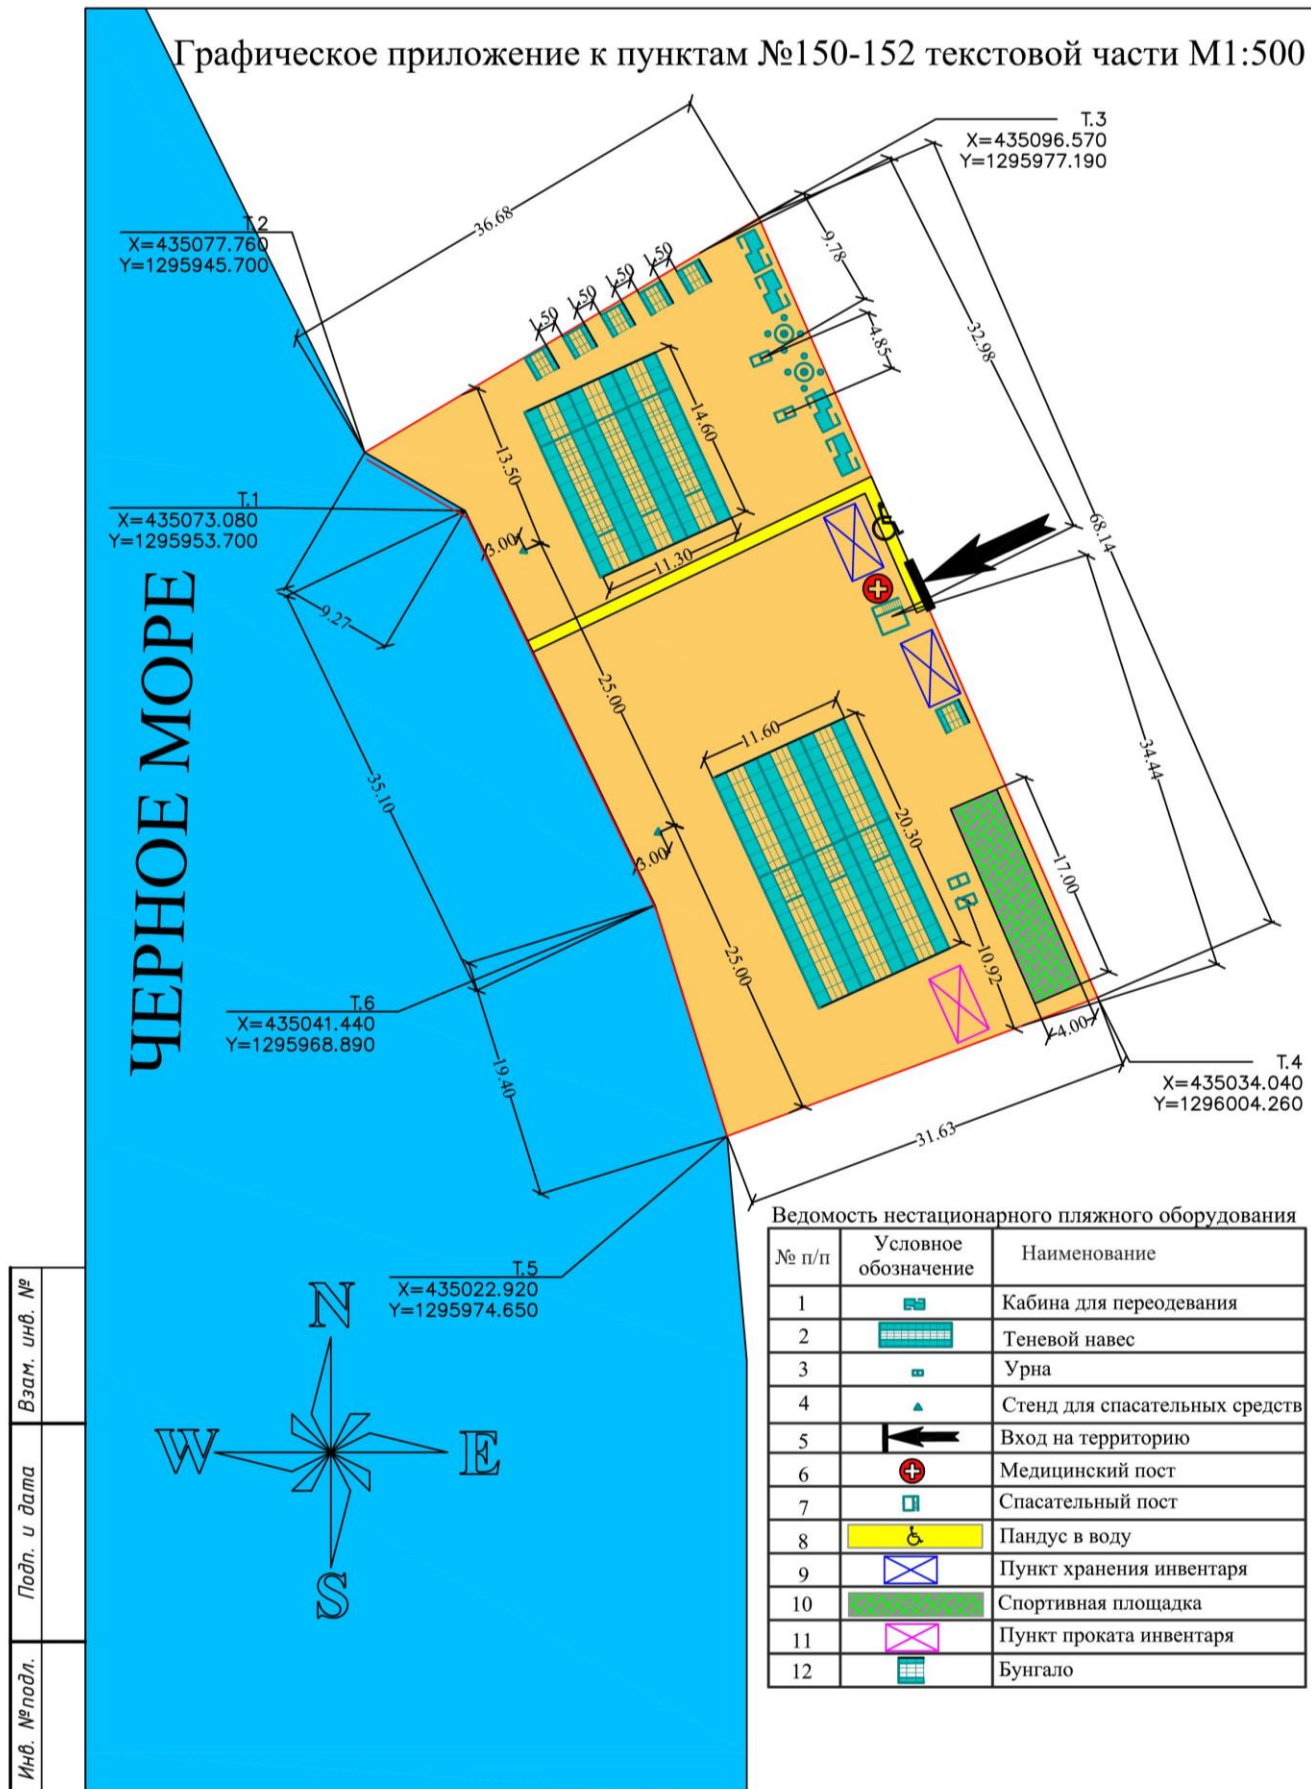 Графическое приложение к пунктам №150-152 текстовой части М1:500
Т.3
X=435096.570
Y=1295977.190
Т.2
X=435077.760
Y=1295945.700
36.68
9.78
1.50
1.50
1.50
1.50
4.85
32.98
14.60
13.50
Т.1
X=435073.080
Y=1295953.700
3.00
11.30
68.14
9.27
ЧЕРНОЕ МОРЕ
25.00
11.60
35.10
34.44
20.30
3.00
17.00
25.00
10.92
Т.6
X=435041.440
Y=1295968.890
4.00
19.40
Т.4
X=435034.040
Y=1296004.260
31.63
Т.5
X=435022.920
Y=1295974.650
N
W
E
S
Ведомость нестационарного пляжного оборудования
№ п/п
Условное
обозначение
Наименование
1 Кабина для переодевания
2 Теневой навес
3 Урна
4 Стенд для спасательных средств
5 Вход на территорию
6 Медицинский пост
7 Спасательный пост
8 Пандус в воду
9 Пункт хранения инвентаря
10 Спортивная площадка
11 Пункт проката инвентаря
12 Бунгало
Взам. инв. №
Подп. и дата
Инв. №подл.